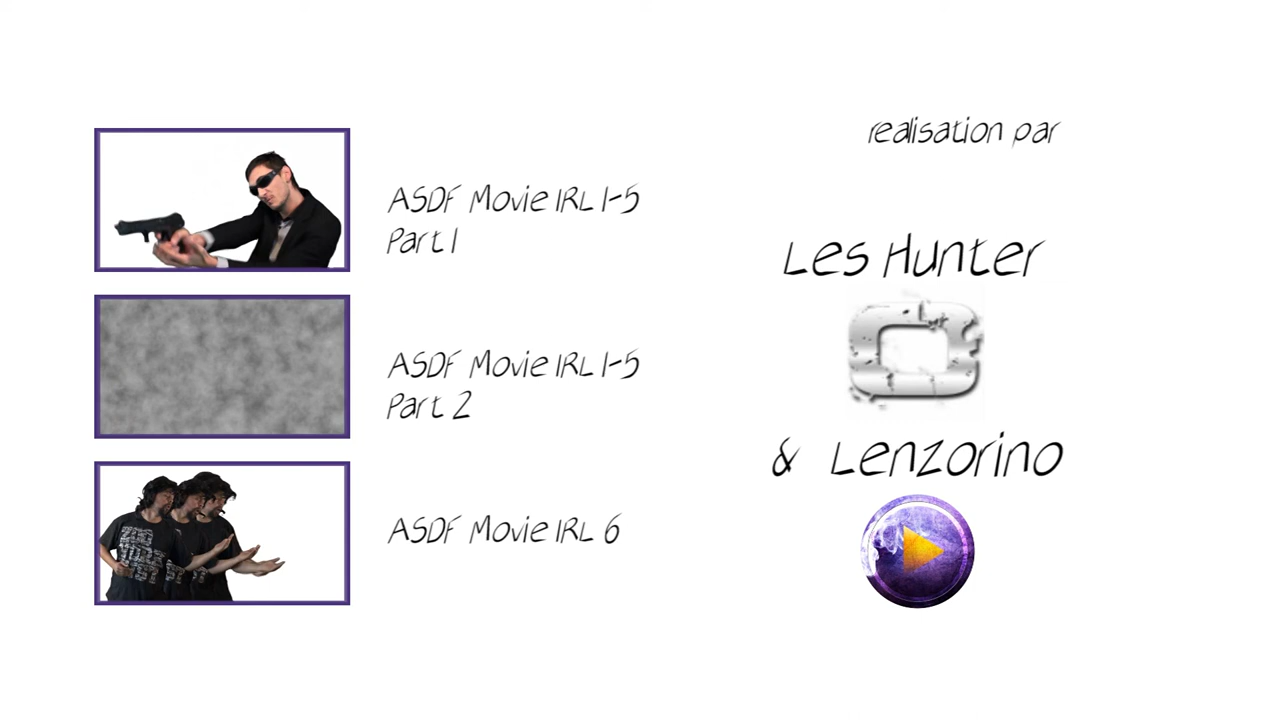 ASDF Movie IRL 1-5
Part 1
ASDF Movie IRL 1-5
Part 2
ASDF Movie IRL 6
realisation par
Les Hunter
& Lenzorino